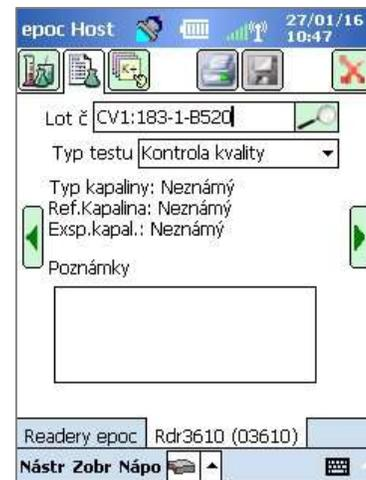 epoc Host 27/01/16
10:47
K+
Lot č CV1:183-1-B520
Typ testu Kontrola kvality
Typ kapaliny: Neznámý
Ref.Kapalina: Neznámý
Exsp.kapal.: Neznámý
Poznámky
Readery epoc Rdr3610 (03610)
Nástr Zobr Nápo